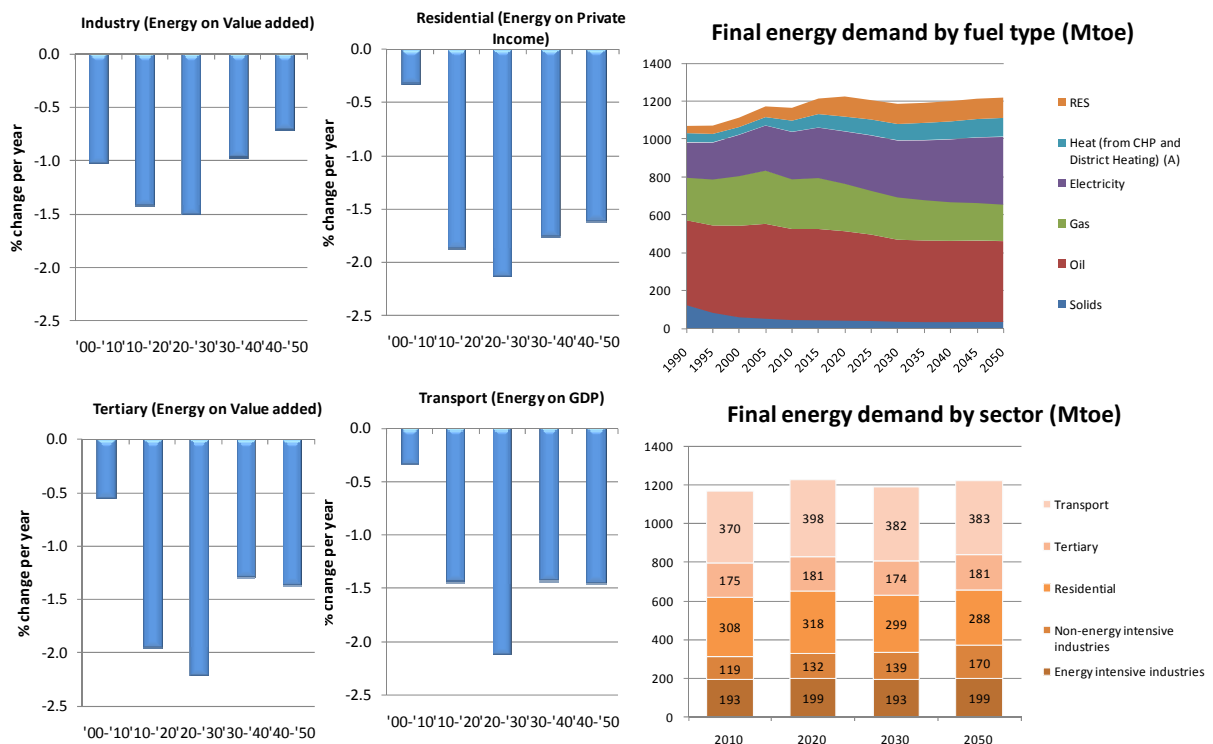 Industry (Energy on Value added)
0.0
-0.5
-1.0
-1.5
-2.0
-2.5
% change per year
'00-'10'10-'20'20-'30'30-'40'40-'50
Residential (Energy on Private
Income)
0.0
-0.5
-1.0
-1.5
-2.0
-2.5
% change per year
'00-'10'10-'20'20-'30'30-'40'40-'50
Final energy demand by fuel type (Mtoe)
1400
1200
1000
800
600
400
200
0
1990
1995
2000
2005
2010
2015
2020
2025
2030
2035
2040
2045
2050
RES
Heat (from CHP and
District Heating) (A)
Electricity
Gas
Oil
Solids
Tertiary (Energy on Value added)
0.0
-0.5
-1.0
-1.5
-2.0
-2.5
% change per year
'00-'10'10-'20'20-'30'30-'40'40-'50
Transport (Energy on GDP)
0.0
-0.5
-1.0
-1.5
-2.0
-2.5
% change per year
'00-'10'10-'20'20-'30'30-'40'40-'50
Final energy demand by sector (Mtoe)
1400
1200
1000
800
600
400
200
0
370 398 382 383
175 181 174 181
308 318 299 288
119 132 139 170
193 199 193 199
2010 2020 2030 2050
Transport
Tertiary
Residential
Non-energy intensive
industries
Energy intensive industries